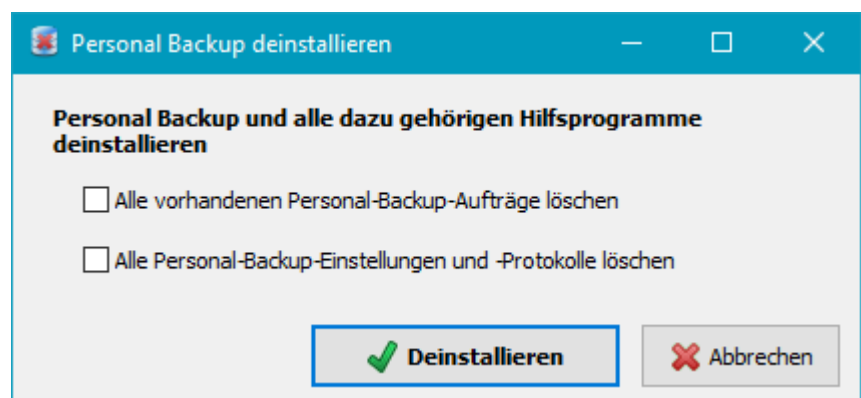 Personal Backup deinstallieren
Personal Backup und alle dazu gehörigen Hilfsprogramme
deinstallieren
Alle vorhandenen Personal-Backup-Aufträge löschen
Alle Personal-Backup-Einstellungen und -Protokolle löschen
Deinstallieren
Abbrechen